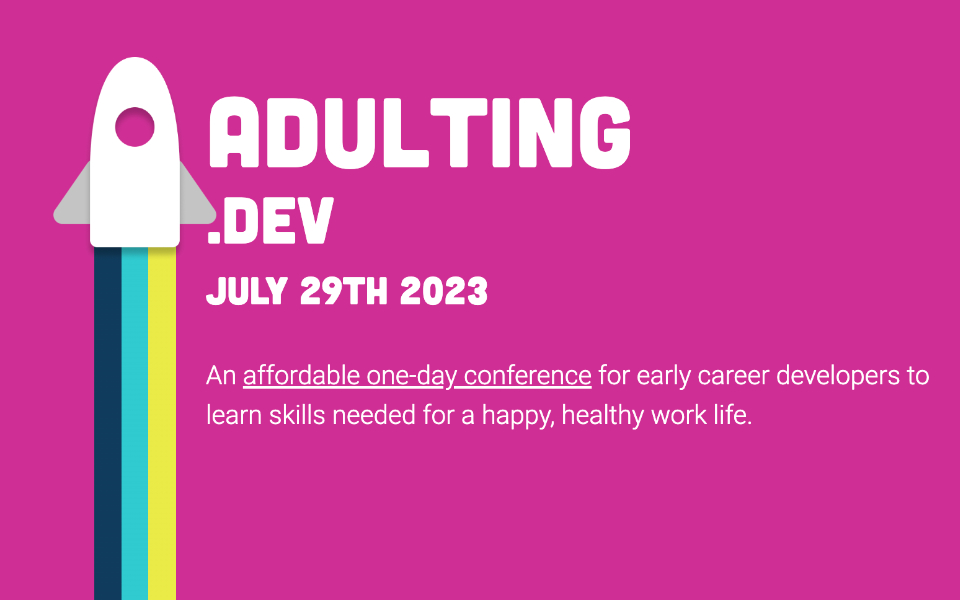 ADULTING
.DEV
JULY 29TH 2023
An affordable one-day conference for early career developers to
learn skills needed for a happy, healthy work life.